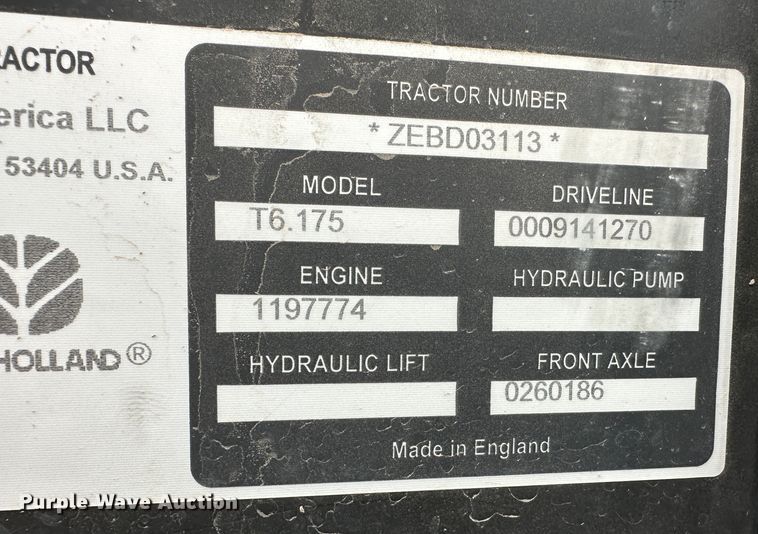 RACTOR
erica LLC
53404 U.S.A.
HOLLAND®
TRACTOR NUMBER
*ZEBD03113*
MODEL DRIVELINE
T6.175 0009141270
ENGINE HYDRAULIC PUMP
1197774
HYDRAULIC LIFT FRONT AXLE
0260186
Made in England
Purple Wave Auction